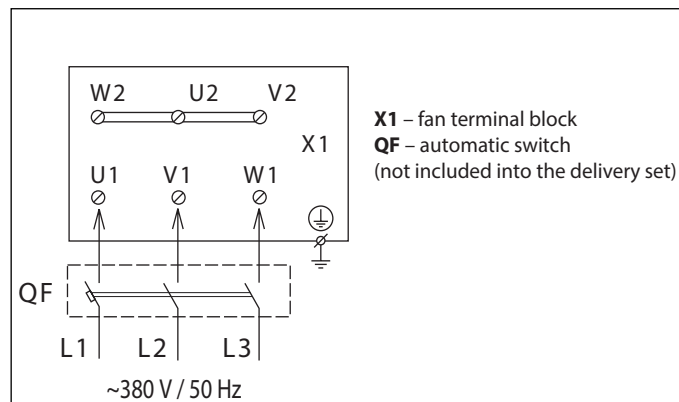 W2 U2 V2
X1
U1 V1 W1
QF
L1 L2 L3
~380 V / 50 Hz
X1 – fan terminal block
QF – automatic switch
(not included into the delivery set)